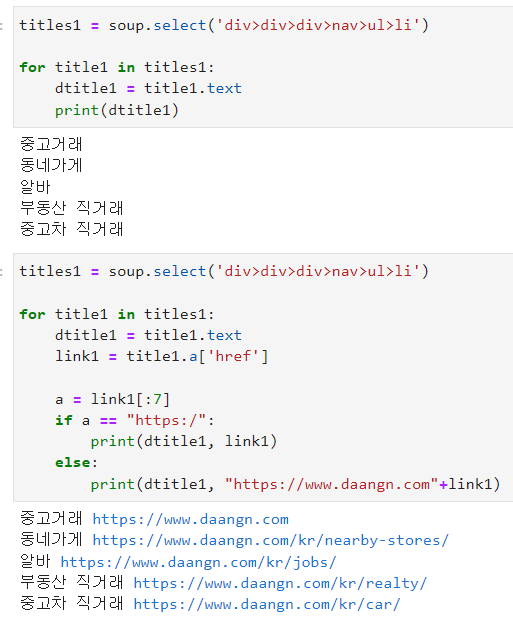 titles1 = soup.select('div>div>div>nav>ul>li')
for title1 in titles1:
    dtitle1 = title1.text
    print(dtitle1)
중고거래
동네가게
알바
부동산 직거래
중고차 직거래
titles1 = soup.select('div>div>div>nav>ul>li')
for title1 in titles1:
    dtitle1 = title1.text
    link1 = title1.a['href']
    a = link1[:7]
    if a == "https:/":
        print(dtitle1, link1)
    else:
        print(dtitle1, "https://www.daangn.com"+link1)
중고거래 https://www.daangn.com
동네가게 https://www.daangn.com/kr/nearby-stores/
알바 https://www.daangn.com/kr/jobs/
부동산 직거래 https://www.daangn.com/kr/realty/
중고차 직거래 https://www.daangn.com/kr/car/